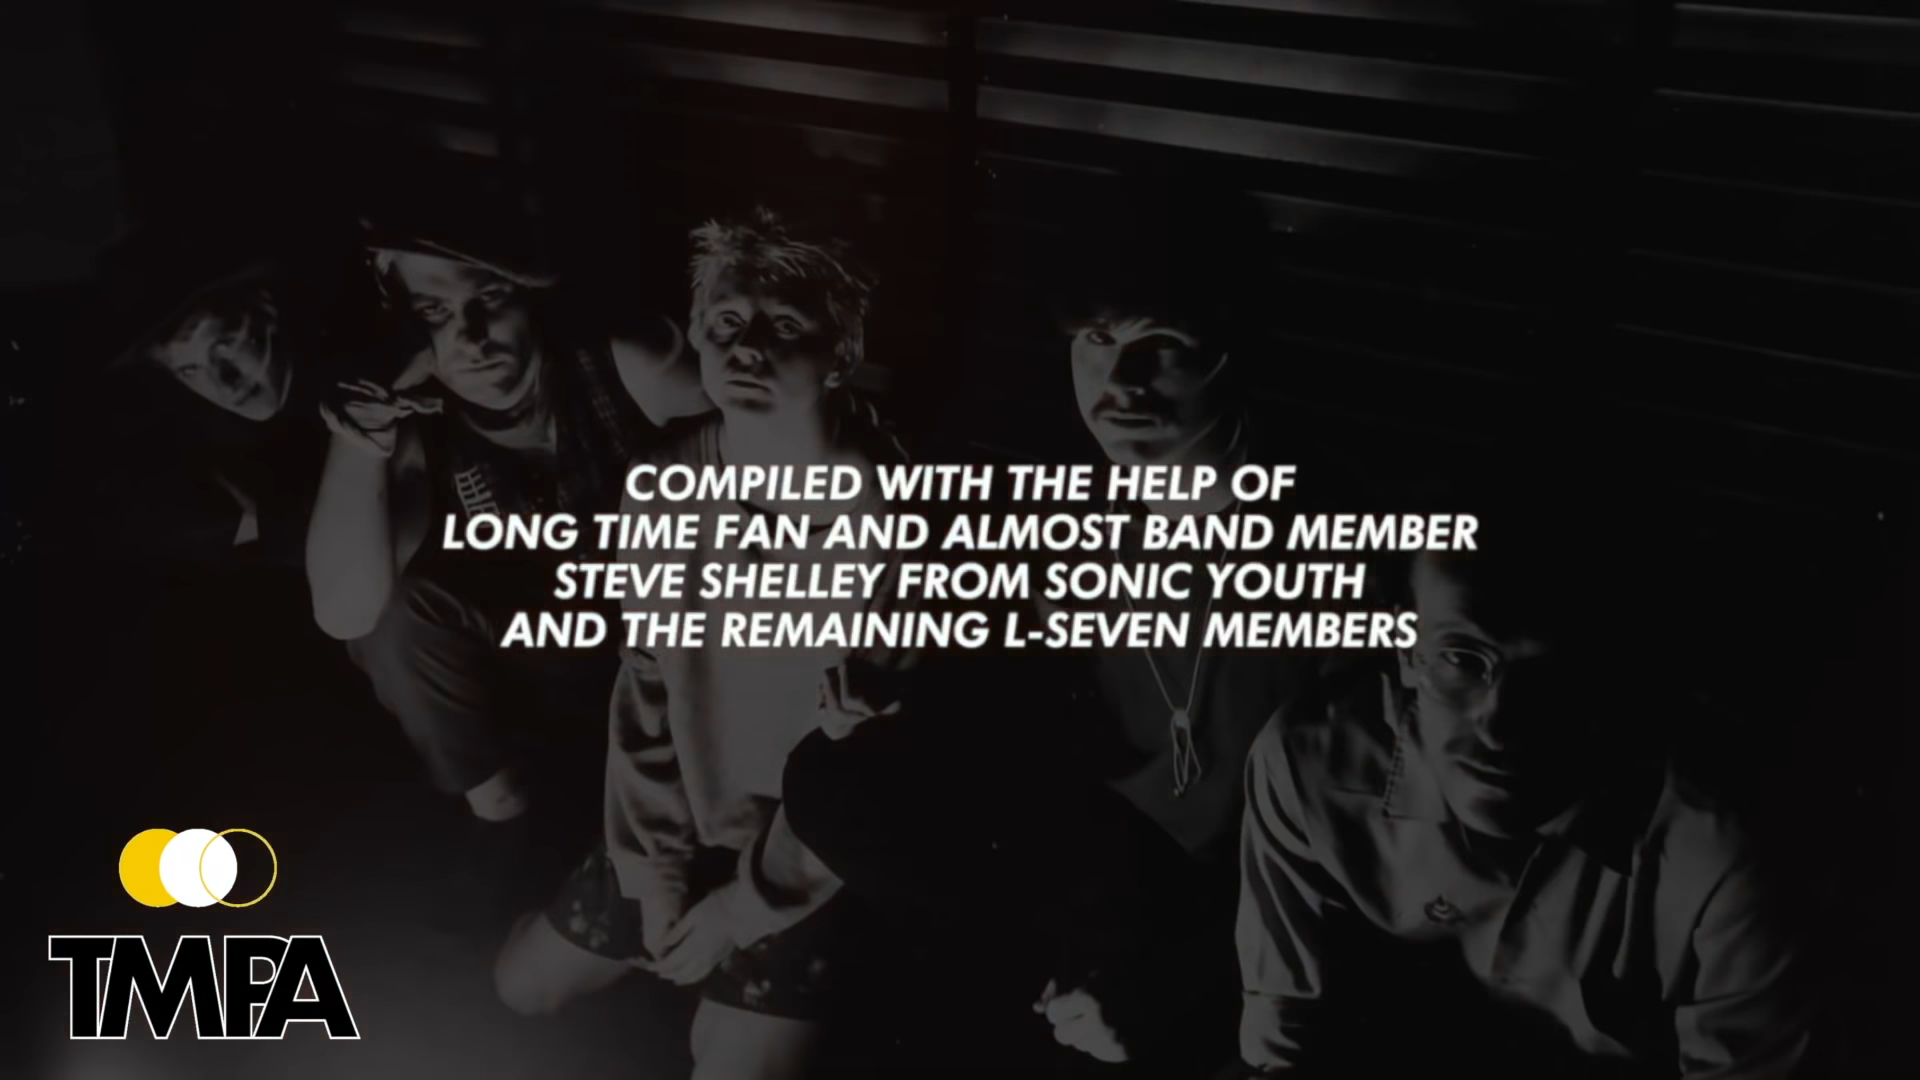 COMPILED WITH THE HELP OF
LONG TIME FAN AND ALMOST BAND MEMBER
STEVE SHELLEY FROM SONIC YOUTH
AND THE REMAINING L-SEVEN MEMBERS
TMPA